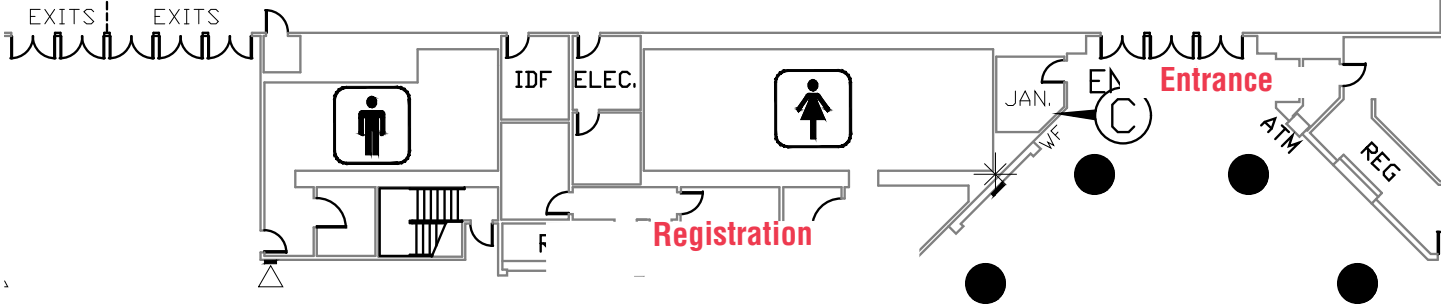 EXITS EXITS
IDF
ELEC.
JAN.
Entrance
C
WF
ATM
REG
Registration